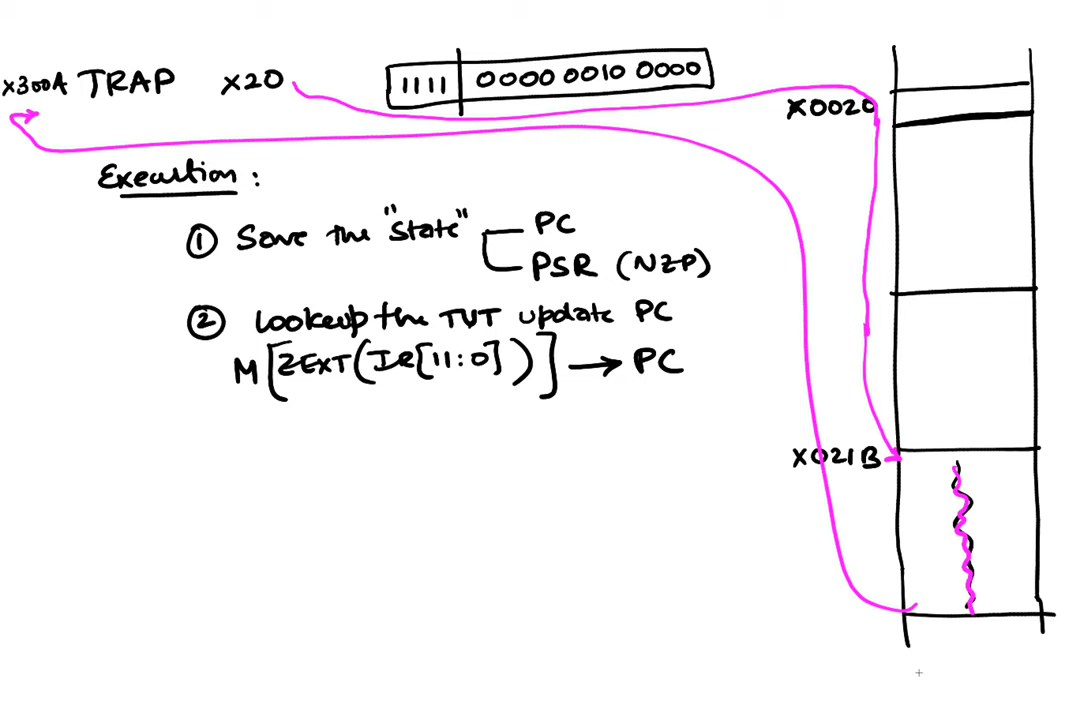 x300A TRAP x20 1111 0000 0010 0000
x0020
Execution :
① Save the "state" PC
PSR (NZP)
② Lookup the TVT update PC
M[ZEXT(IR[11:0])] → PC
x021B